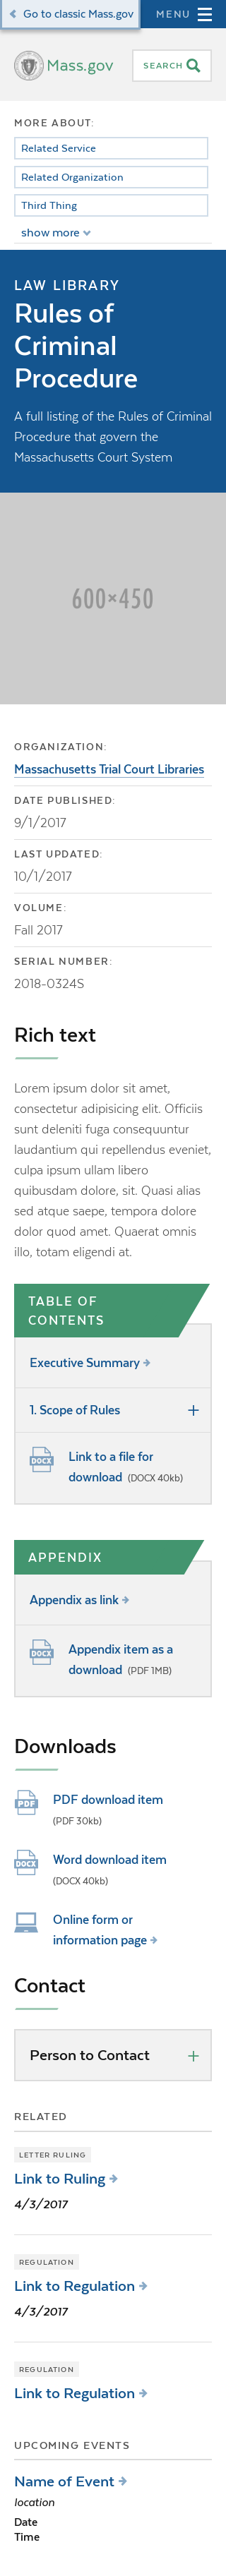 Go to classic Mass.gov
MENU
Mass.gov
SEARCH
MORE ABOUT:
Related Service
Related Organization
Third Thing
show more
LAW LIBRARY
Rules of
Criminal
Procedure
A full listing of the Rules of Criminal
Procedure that govern the
Massachusetts Court System
600×450
ORGANIZATION:
Massachusetts Trial Court Libraries
DATE PUBLISHED:
9/1/2017
LAST UPDATED:
10/1/2017
VOLUME:
Fall 2017
SERIAL NUMBER:
2018-0324S
Rich text
Lorem ipsum dolor sit amet,
consectetur adipisicing elit. Officiis
sunt deleniti fuga consequuntur
laudantium qui repellendus eveniet,
culpa ipsum ullam libero
quibusdam dolore, sit. Quasi alias
sed atque saepe, tempora dolore
dolor quod amet. Quaerat omnis
illo, totam eligendi at.
TABLE OF
CONTENTS
Executive Summary
1. Scope of Rules
DOCX
Link to a file for
download (DOCX 40kb)
APPENDIX
Appendix as link
DOCX
Appendix item as a
download (PDF 1MB)
Downloads
PDF
PDF download item
(PDF 30kb)
DOCX
Word download item
(DOCX 40kb)
Online form or
information page
Contact
Person to Contact
RELATED
LETTER RULING
Link to Ruling
4/3/2017
REGULATION
Link to Regulation
4/3/2017
REGULATION
Link to Regulation
UPCOMING EVENTS
Name of Event
location
Date
Time